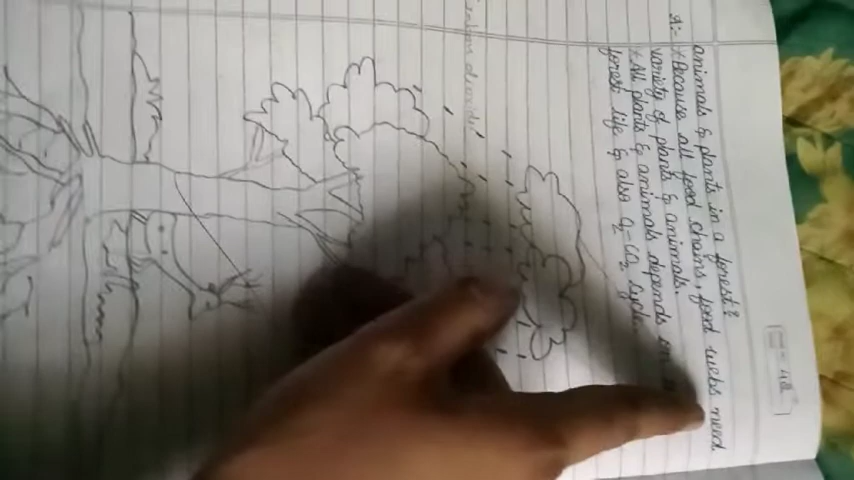 animals & plants in a forest?
A:- * Because all food chains, food webs need
variety of plants & animals.
* All plants & animals depends on
forest life & also O2-CO2 cycle